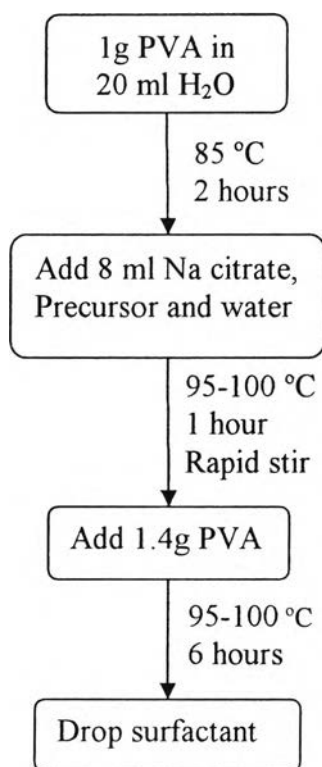 1g PVA in
20 ml H₂O
85 °C
2 hours
Add 8 ml Na citrate,
Precursor and water
95-100 °C
1 hour
Rapid stir
Add 1.4g PVA
95-100 °C
6 hours
Drop surfactant